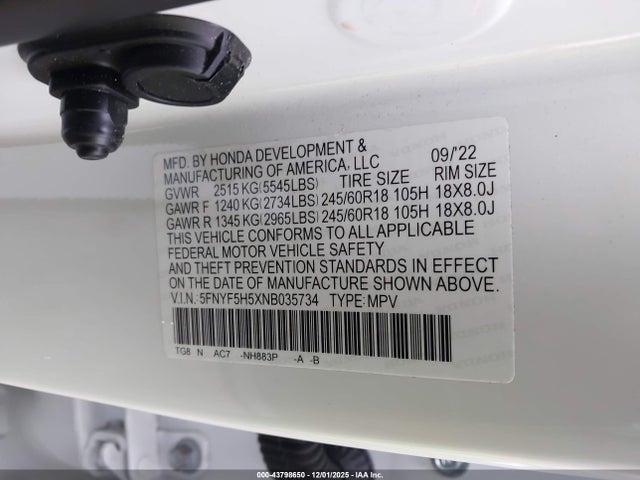 MFD. BY HONDA DEVELOPMENT & 09/'22
MANUFACTURING OF AMERICA, LLC
GVWR 2515 KG(5545LBS) TIRE SIZE RIM SIZE
GAWR F 1240 KG(2734LBS) 245/60R18 105H 18X8.0J
GAWR R 1345 KG(2965LBS) 245/60R18 105H 18X8.0J
THIS VEHICLE CONFORMS TO ALL APPLICABLE
FEDERAL MOTOR VEHICLE SAFETY
AND THEFT PREVENTION STANDARDS IN EFFECT
ON THE DATE OF MANUFACTURE SHOWN ABOVE.
V.I.N.:5FNYF5H5XNB035734 TYPE:MPV
TG8 N AC7 -NH883P -A -B
000-43798650 - 12/01/2025 - IAAI.COM